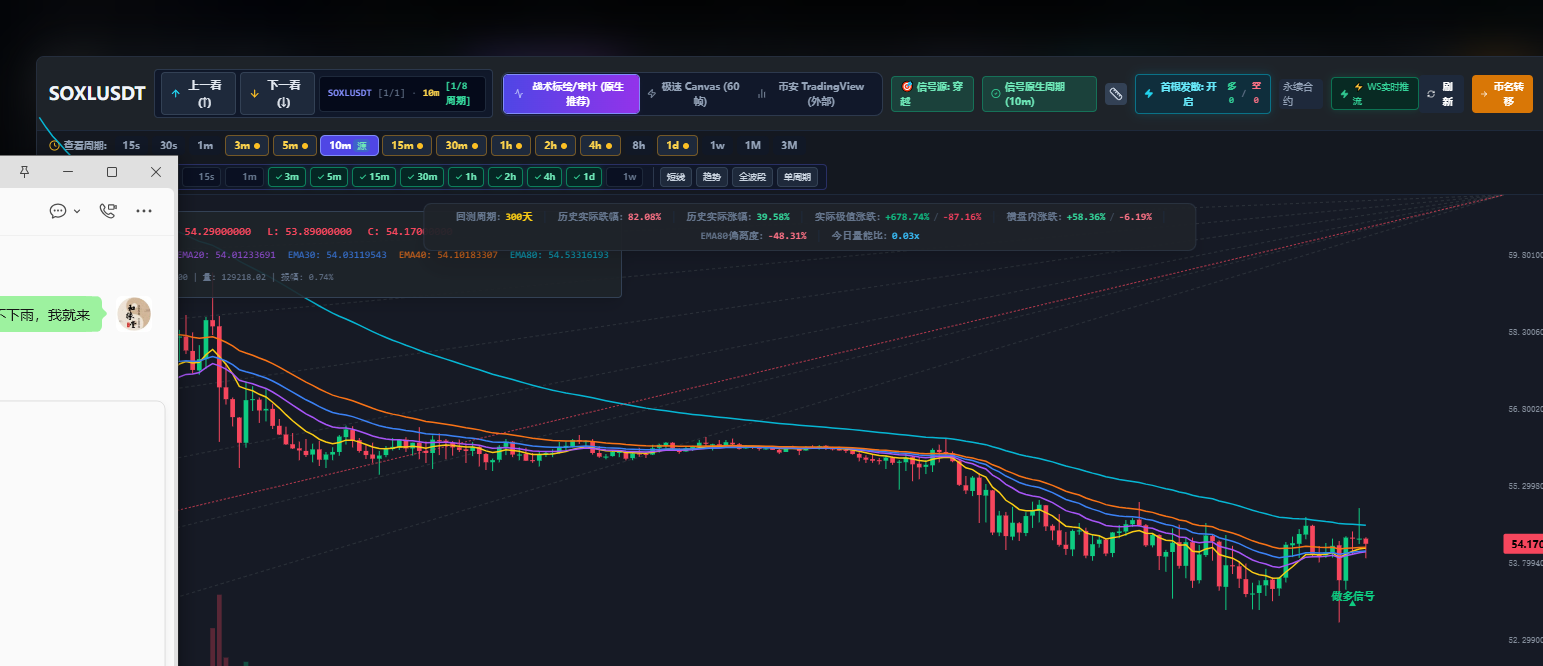 SOXLUSDT
上一看 (↑)
下一看 (↓)
SOXLUSDT [1/1] · 10m [1/8 周期]
战术标绘/审计 (原生推荐)
极速 Canvas (60帧)
币安 TradingView (外部)
信号源: 穿越
信号原生周期 (10m)
首根发散: 开启 多 0 / 空 0
永续合约
WS实时推流
刷新
币名转移
查看周期: 15s 30s 1m 3m 5m 10m 源 15m 30m 1h 2h 4h 8h 1d 1w 1M 3M
15s 1m ✓3m ✓5m ✓15m ✓30m ✓1h ✓2h ✓4h ✓1d 1w 短线 趋势 全波段 单周期
回测周期: 300天 历史实际跌幅: 82.08% 历史实际涨幅: 39.58% 实际极值涨跌: +678.74% / -87.16% 横盘内涨跌: +58.36% / -6.19%
EMA80偏离度: -48.31% 今日量能比: 0.03x
54.29000000 L: 53.89000000 C: 54.170
EMA20: 54.01233691 EMA30: 54.03119543 EMA40: 54.10183307 EMA80: 54.53316193
00 | 量: 129218.02 | 振幅: 0.74%
不下雨，我就来
59.80100
58.30060
56.80020
55.29980
54.170
53.79940
52.29900
做多信号